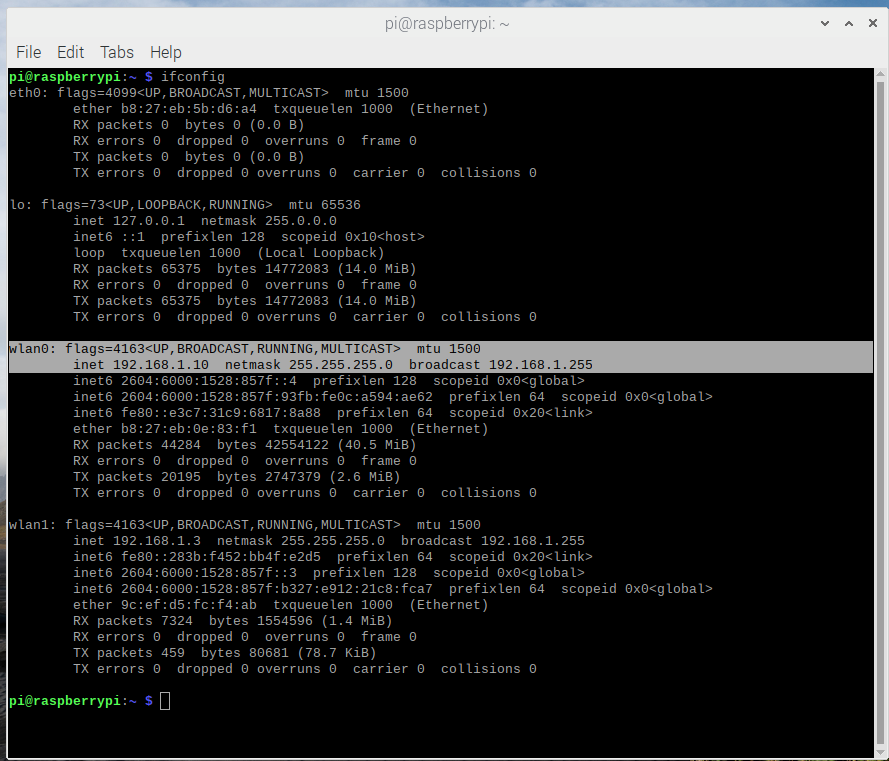 pi@raspberrypi: ~
File Edit Tabs Help
pi@raspberrypi:~ $ ifconfig
eth0: flags=4099<UP,BROADCAST,MULTICAST>  mtu 1500
        ether b8:27:eb:5b:d6:a4  txqueuelen 1000  (Ethernet)
        RX packets 0  bytes 0 (0.0 B)
        RX errors 0  dropped 0  overruns 0  frame 0
        TX packets 0  bytes 0 (0.0 B)
        TX errors 0  dropped 0 overruns 0  carrier 0  collisions 0

lo: flags=73<UP,LOOPBACK,RUNNING>  mtu 65536
        inet 127.0.0.1  netmask 255.0.0.0
        inet6 ::1  prefixlen 128  scopeid 0x10<host>
        loop  txqueuelen 1000  (Local Loopback)
        RX packets 65375  bytes 14772083 (14.0 MiB)
        RX errors 0  dropped 0  overruns 0  frame 0
        TX packets 65375  bytes 14772083 (14.0 MiB)
        TX errors 0  dropped 0 overruns 0  carrier 0  collisions 0

wlan0: flags=4163<UP,BROADCAST,RUNNING,MULTICAST>  mtu 1500
        inet 192.168.1.10  netmask 255.255.255.0  broadcast 192.168.1.255
        inet6 2604:6000:1528:857f::4  prefixlen 128  scopeid 0x0<global>
        inet6 2604:6000:1528:857f:93fb:fe0c:a594:ae62  prefixlen 64  scopeid 0x0<global>
        inet6 fe80::e3c7:31c9:6817:8a88  prefixlen 64  scopeid 0x20<link>
        ether b8:27:eb:0e:83:f1  txqueuelen 1000  (Ethernet)
        RX packets 44284  bytes 42554122 (40.5 MiB)
        RX errors 0  dropped 0  overruns 0  frame 0
        TX packets 20195  bytes 2747379 (2.6 MiB)
        TX errors 0  dropped 0 overruns 0  carrier 0  collisions 0

wlan1: flags=4163<UP,BROADCAST,RUNNING,MULTICAST>  mtu 1500
        inet 192.168.1.3  netmask 255.255.255.0  broadcast 192.168.1.255
        inet6 fe80::283b:f452:bb4f:e2d5  prefixlen 64  scopeid 0x20<link>
        inet6 2604:6000:1528:857f::3  prefixlen 128  scopeid 0x0<global>
        inet6 2604:6000:1528:857f:b327:e912:21c8:fca7  prefixlen 64  scopeid 0x0<global>
        ether 9c:ef:d5:fc:f4:ab  txqueuelen 1000  (Ethernet)
        RX packets 7324  bytes 1554596 (1.4 MiB)
        RX errors 0  dropped 0  overruns 0  frame 0
        TX packets 459  bytes 80681 (78.7 KiB)
        TX errors 0  dropped 0 overruns 0  carrier 0  collisions 0

pi@raspberrypi:~ $